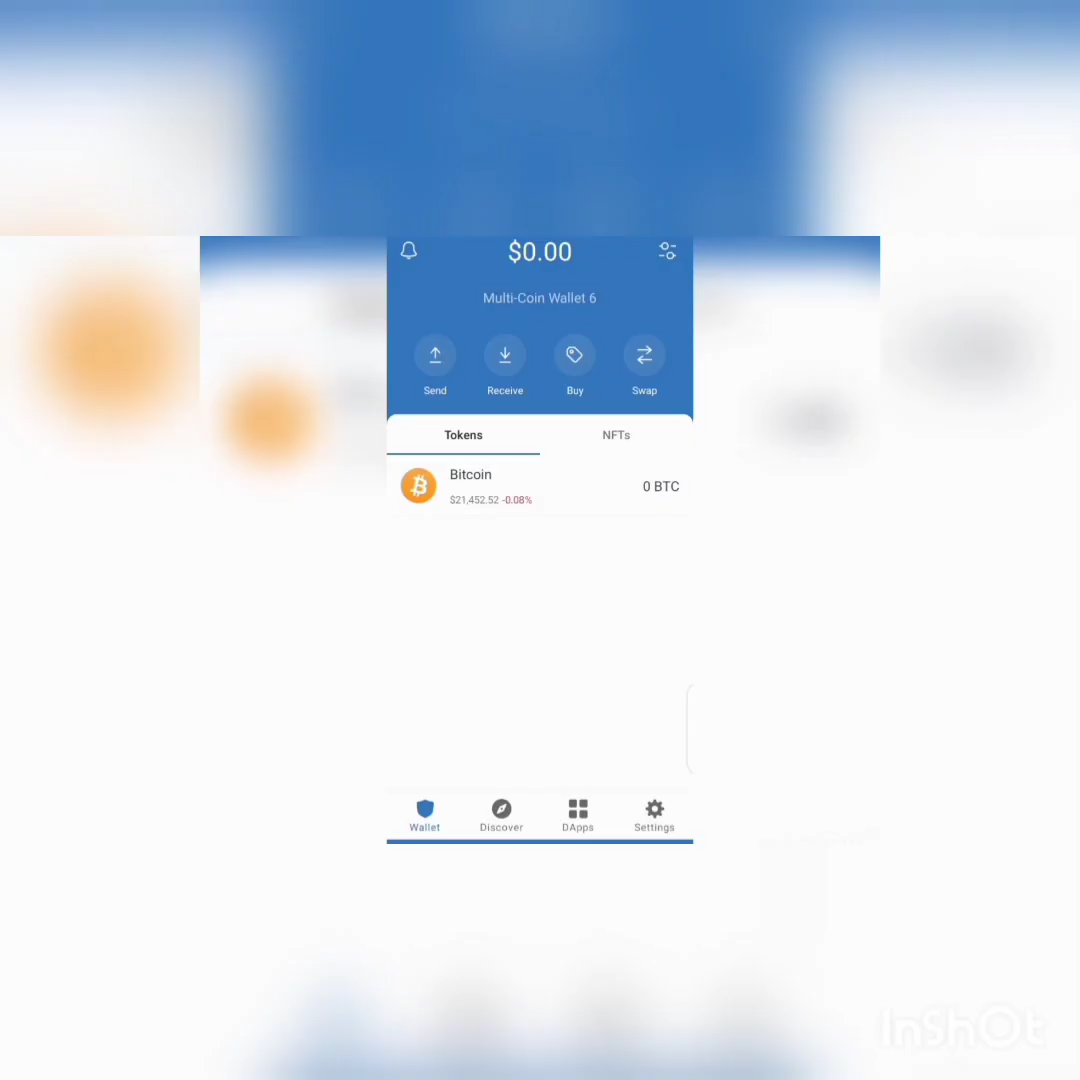 $0.00
Multi-Coin Wallet 6
Send Receive Buy Swap
Tokens NFTs
Bitcoin
0 BTC
$21,452.52 -0.08%
Wallet Discover DApps Settings
InShOt